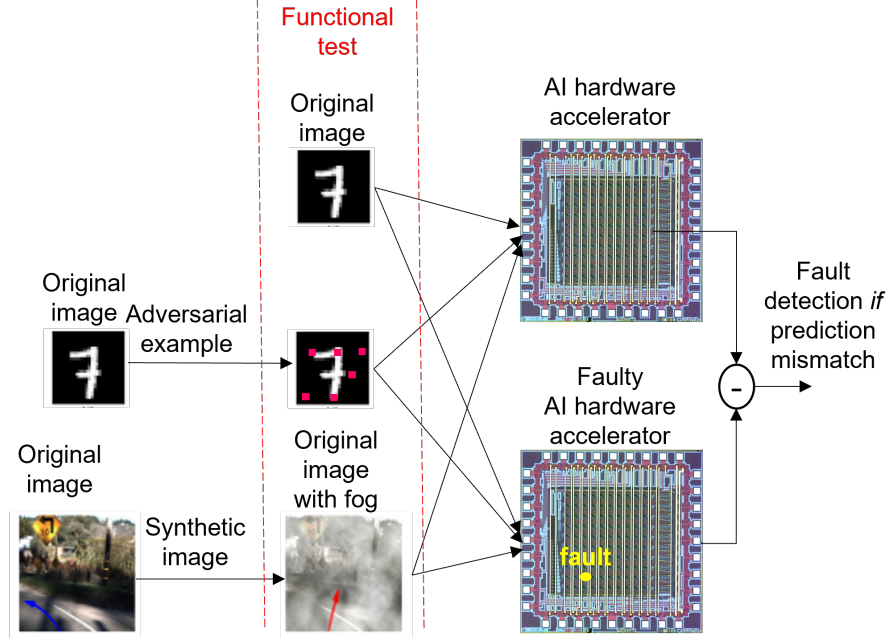 Functional
test
Original
image
AI hardware
accelerator
Original
image
Adversarial
example
Fault
detection if
prediction
mismatch
-
Faulty
AI hardware
accelerator
Original
image
Synthetic
image
Original
image
with fog
fault